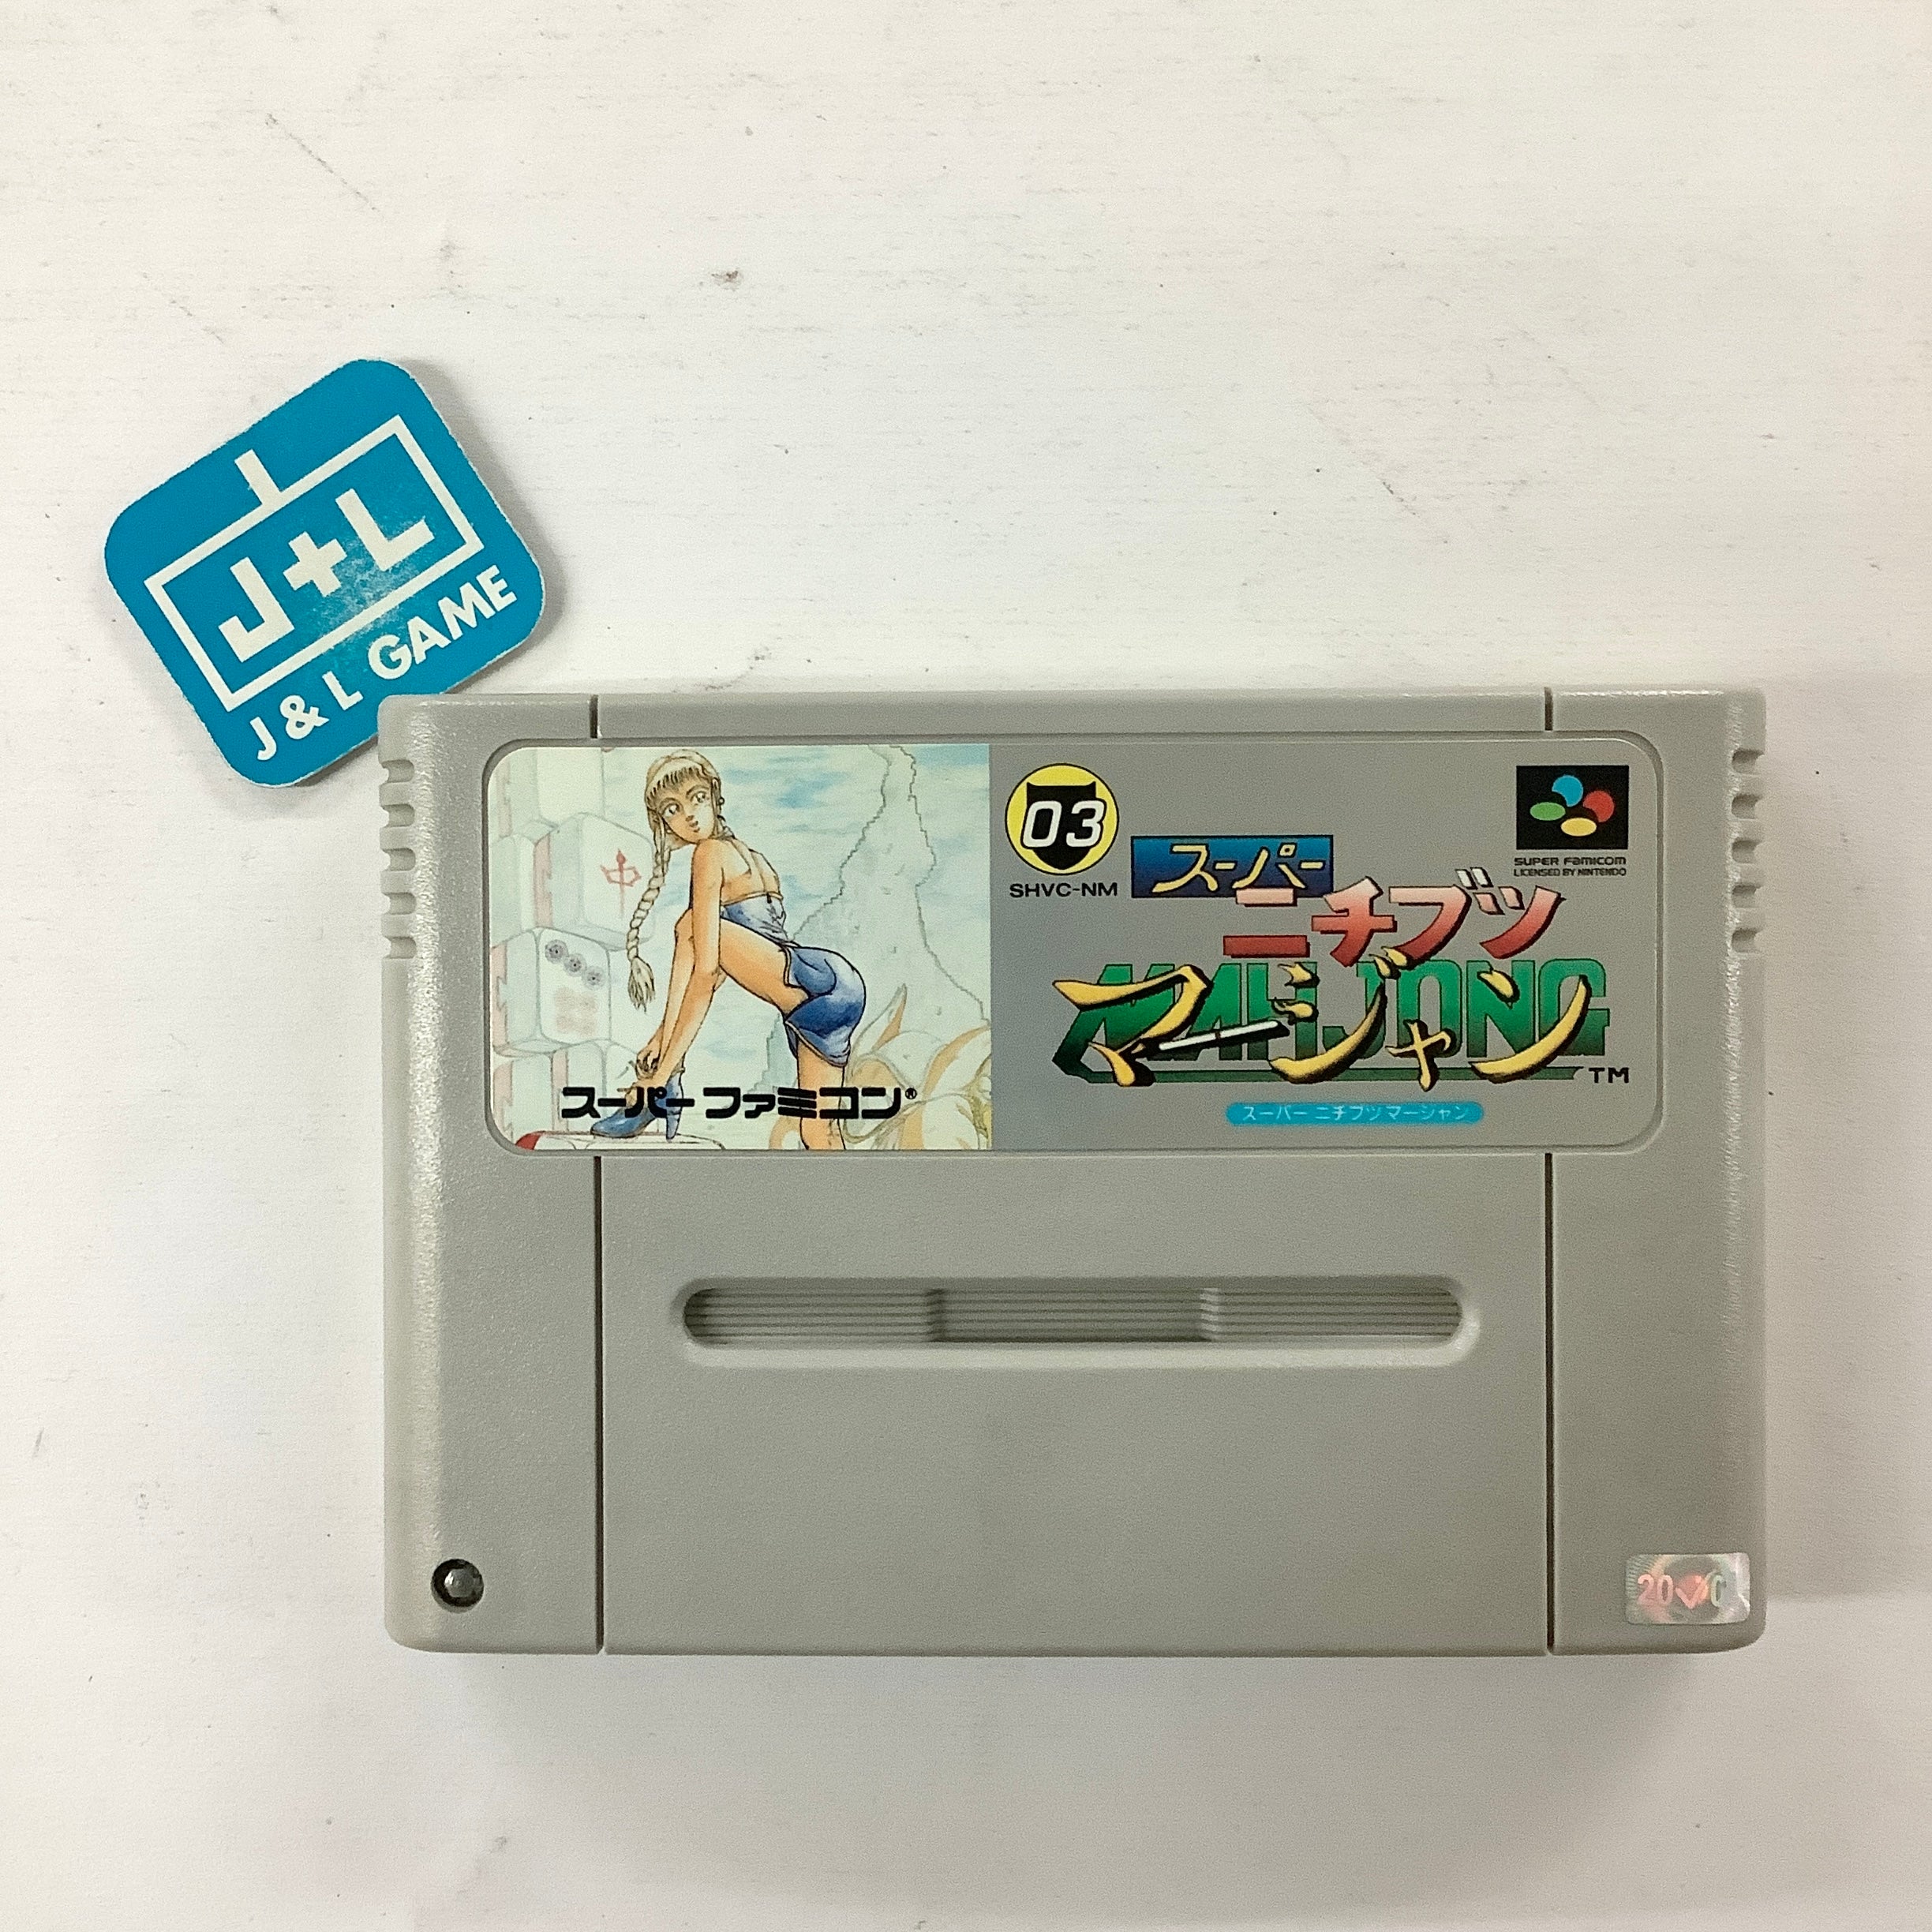 J+L
J & L GAME
中
スーパーファミコン®
03
SHVC-NM
SUPER FAMICOM
LICENSED BY NINTENDO
スーパー
ニチブツ
MAHJONG
マージャン
TM
スーパー ニチブツマージャン